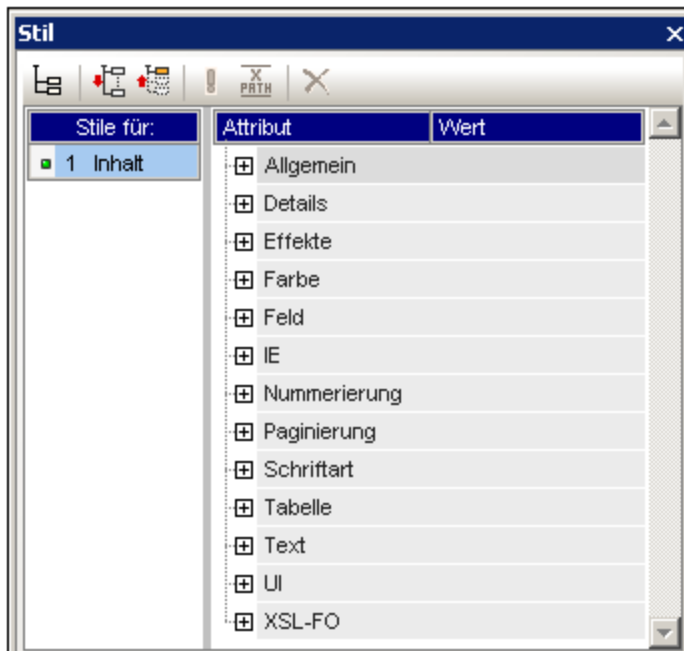 Stil
X
PATH
Stile für:
Attribut Wert
1 Inhalt
Allgemein
Details
Effekte
Farbe
Feld
IE
Nummerierung
Paginierung
Schriftart
Tabelle
Text
UI
XSL-FO